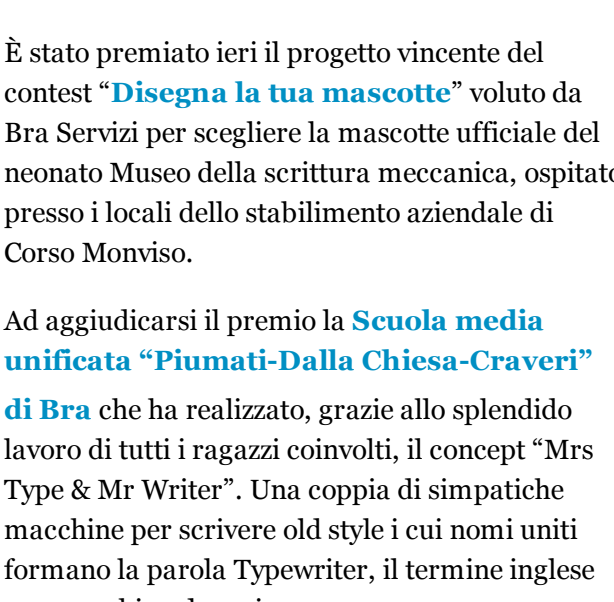 È stato premiato ieri il progetto vincente del
contest “Disegna la tua mascotte” voluto da
Bra Servizi per scegliere la mascotte ufficiale del
neonato Museo della scrittura meccanica, ospitato
presso i locali dello stabilimento aziendale di
Corso Monviso.
Ad aggiudicarsi il premio la Scuola media
unificata “Piumati-Dalla Chiesa-Craveri”
di Bra che ha realizzato, grazie allo splendido
lavoro di tutti i ragazzi coinvolti, il concept “Mrs
Type & Mr Writer”. Una coppia di simpatiche
macchine per scrivere old style i cui nomi uniti
formano la parola Typewriter, il termine inglese